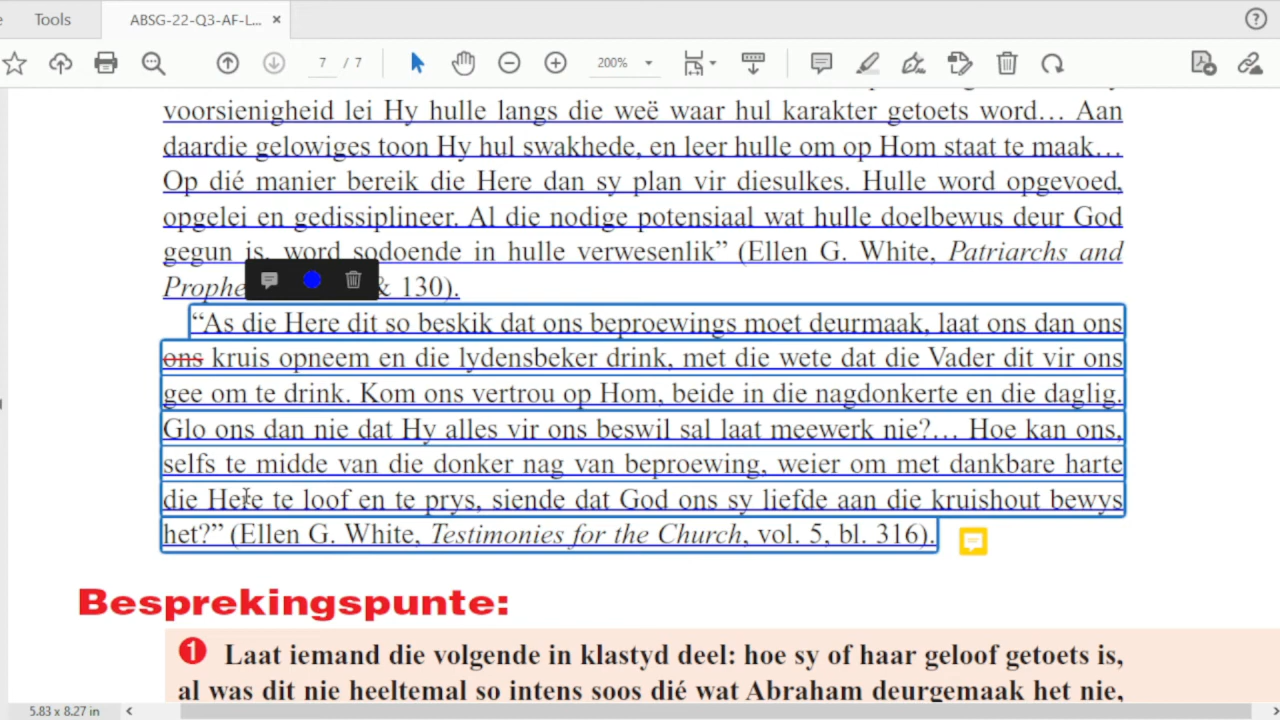 Tools
ABSG-22-Q3-AF-L... ×
7 / 7
200%
voorsienigheid lei Hy hulle langs die weë waar hul karakter getoets word… Aan
daardie gelowiges toon Hy hul swakhede, en leer hulle om op Hom staat te maak…
Op dié manier bereik die Here dan sy plan vir diesulkes. Hulle word opgevoed,
opgelei en gedissiplineer. Al die nodige potensiaal wat hulle doelbewus deur God
gegun is, word sodoende in hulle verwesenlik” (Ellen G. White, Patriarchs and
& 130).
“As die Here dit so beskik dat ons beproewings moet deurmaak, laat ons dan ons
ons kruis opneem en die lydensbeker drink, met die wete dat die Vader dit vir ons
gee om te drink. Kom ons vertrou op Hom, beide in die nagdonkerte en die daglig.
Glo ons dan nie dat Hy alles vir ons beswil sal laat meewerk nie?… Hoe kan ons,
selfs te midde van die donker nag van beproewing, weier om met dankbare harte
die Here te loof en te prys, siende dat God ons sy liefde aan die kruishout bewys
het?” (Ellen G. White, Testimonies for the Church, vol. 5, bl. 316).
Besprekingspunte:
1 Laat iemand die volgende in klastyd deel: hoe sy of haar geloof getoets is,
al was dit nie heeltemal so intens soos dié wat Abraham deurgemaak het nie,
5.83 x 8.27 in